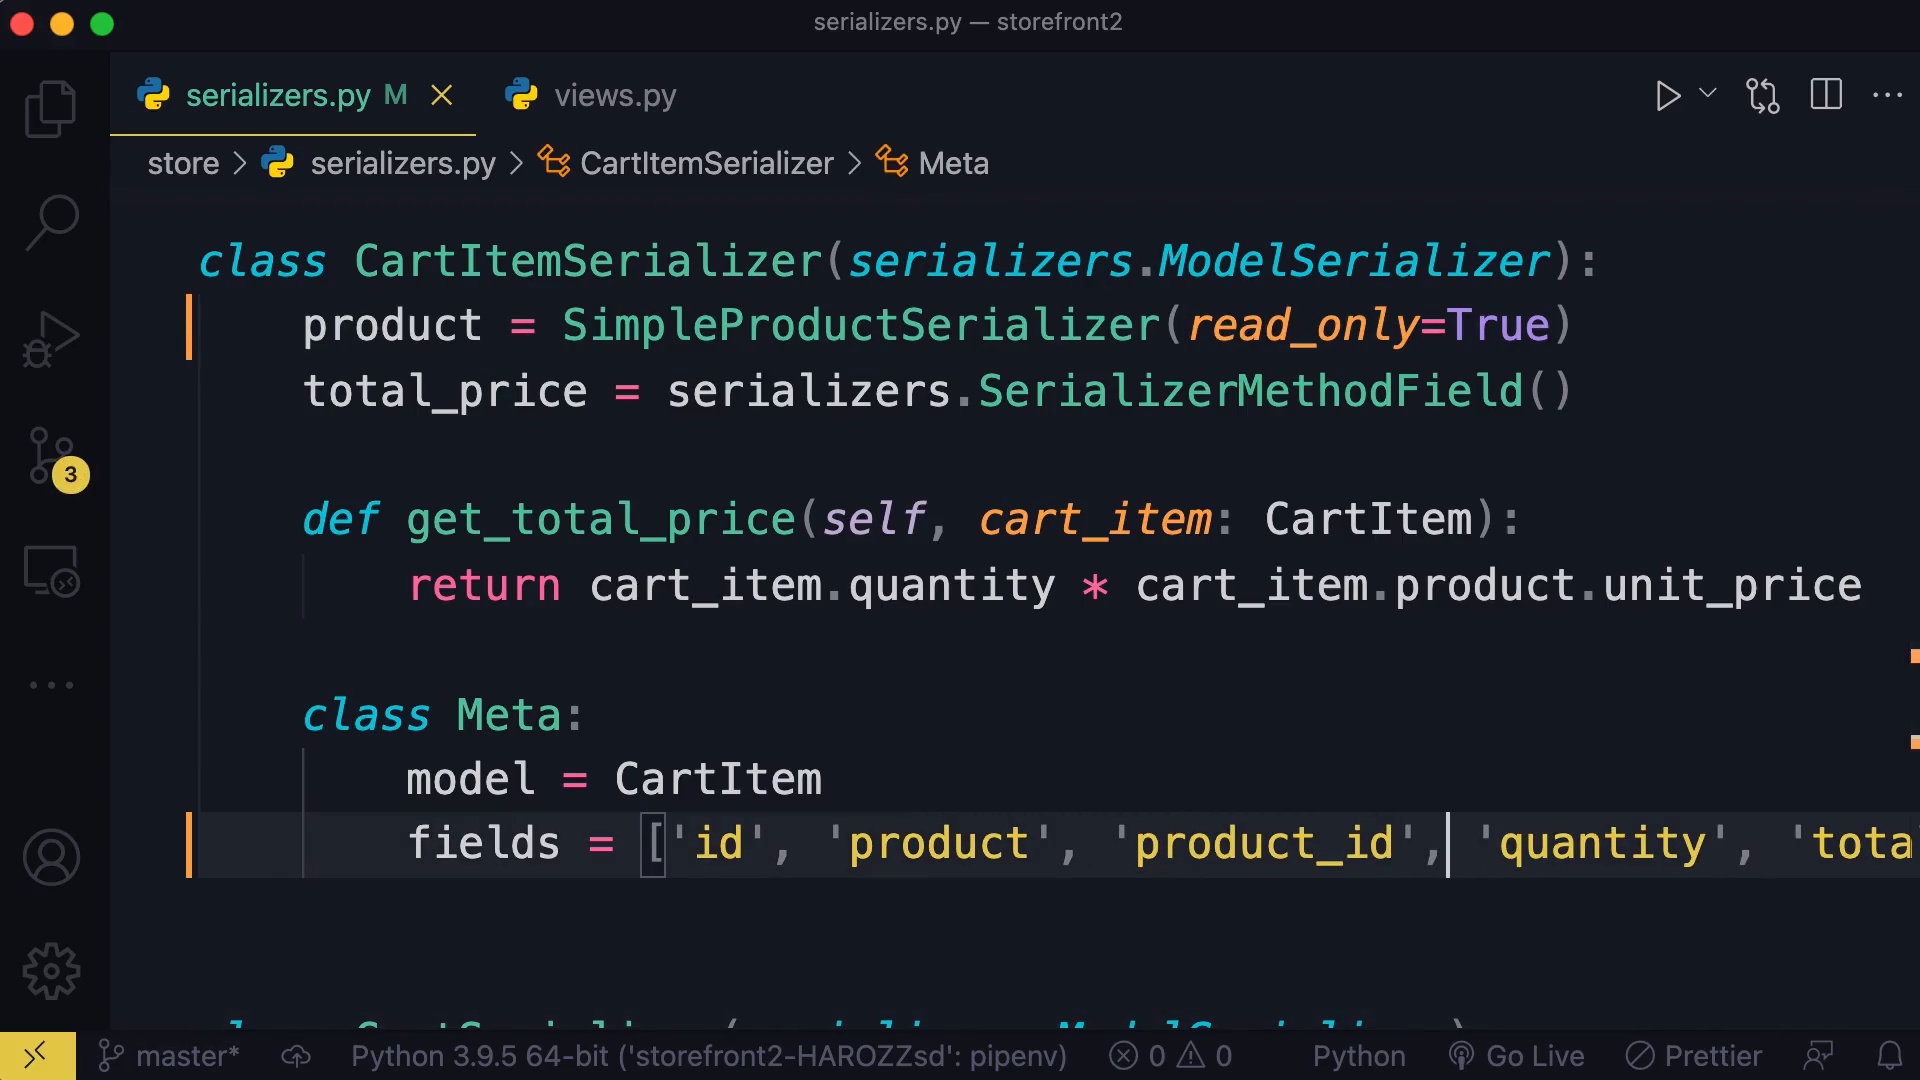 serializers.py — storefront2
serializers.py M views.py
store > serializers.py > CartItemSerializer > Meta
class CartItemSerializer(serializers.ModelSerializer):
product = SimpleProductSerializer(read_only=True)
total_price = serializers.SerializerMethodField()
def get_total_price(self, cart_item: CartItem):
return cart_item.quantity * cart_item.product.unit_price
class Meta:
model = CartItem
fields = ['id', 'product', 'product_id', 'quantity', 'tota
3
master* Python 3.9.5 64-bit ('storefront2-HAROZZsd': pipenv) 0 0 Python Go Live Prettier